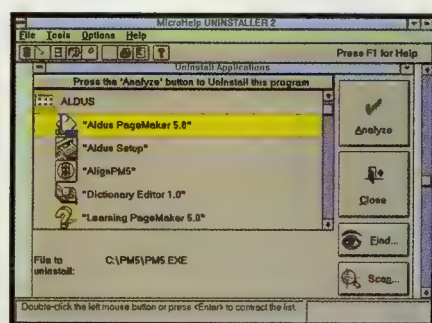 MicroHelp UNINSTALLER 2
File Tools Options Help
Press F1 for Help
Uninstall Applications
Press the 'Analyze' button to Uninstall this program
ALDUS
"Aldus PageMaker 5.0"
"Aldus Setup"
"AlignPM5"
"Dictionary Editor 1.0"
"Learning PageMaker 5.0"
Analyze
Close
Find...
Scan...
File to
uninstall: C:\PM5\PM5.EXE
Double-click the left mouse button or press <Enter> to contract the list.